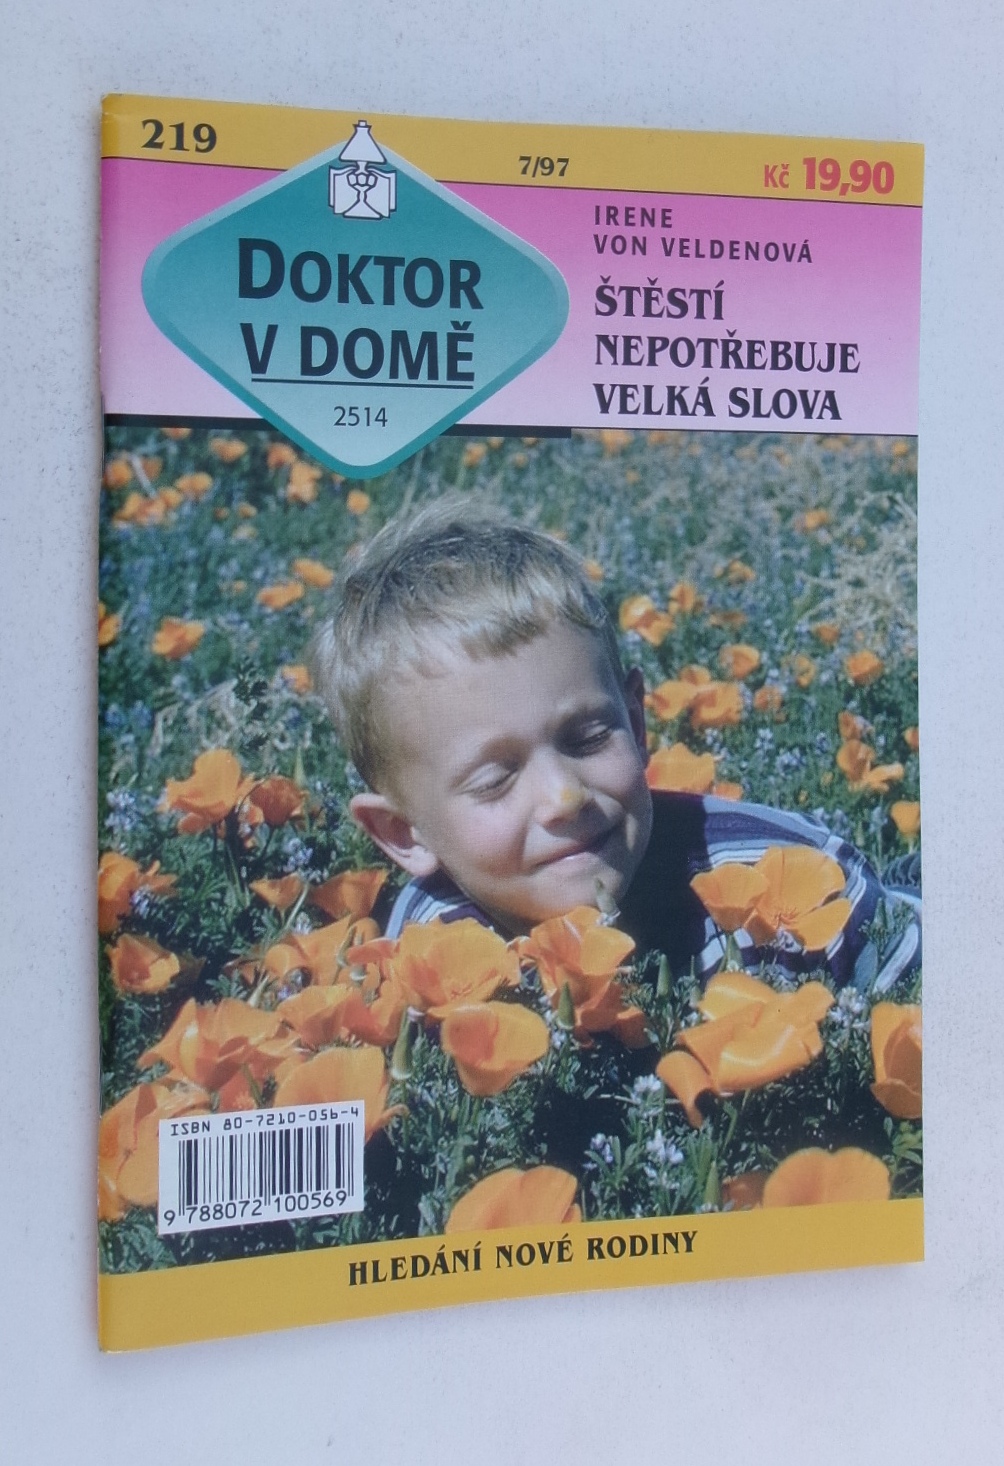 219
7/97
Kč 19,90
DOKTOR
V DOMĚ
2514
IRENE
VON VELDENOVÁ
ŠTĚSTÍ
NEPOTŘEBUJE
VELKÁ SLOVA
ISBN 80-7210-056-4
9 788072 100569
HLEDÁNÍ NOVÉ RODINY